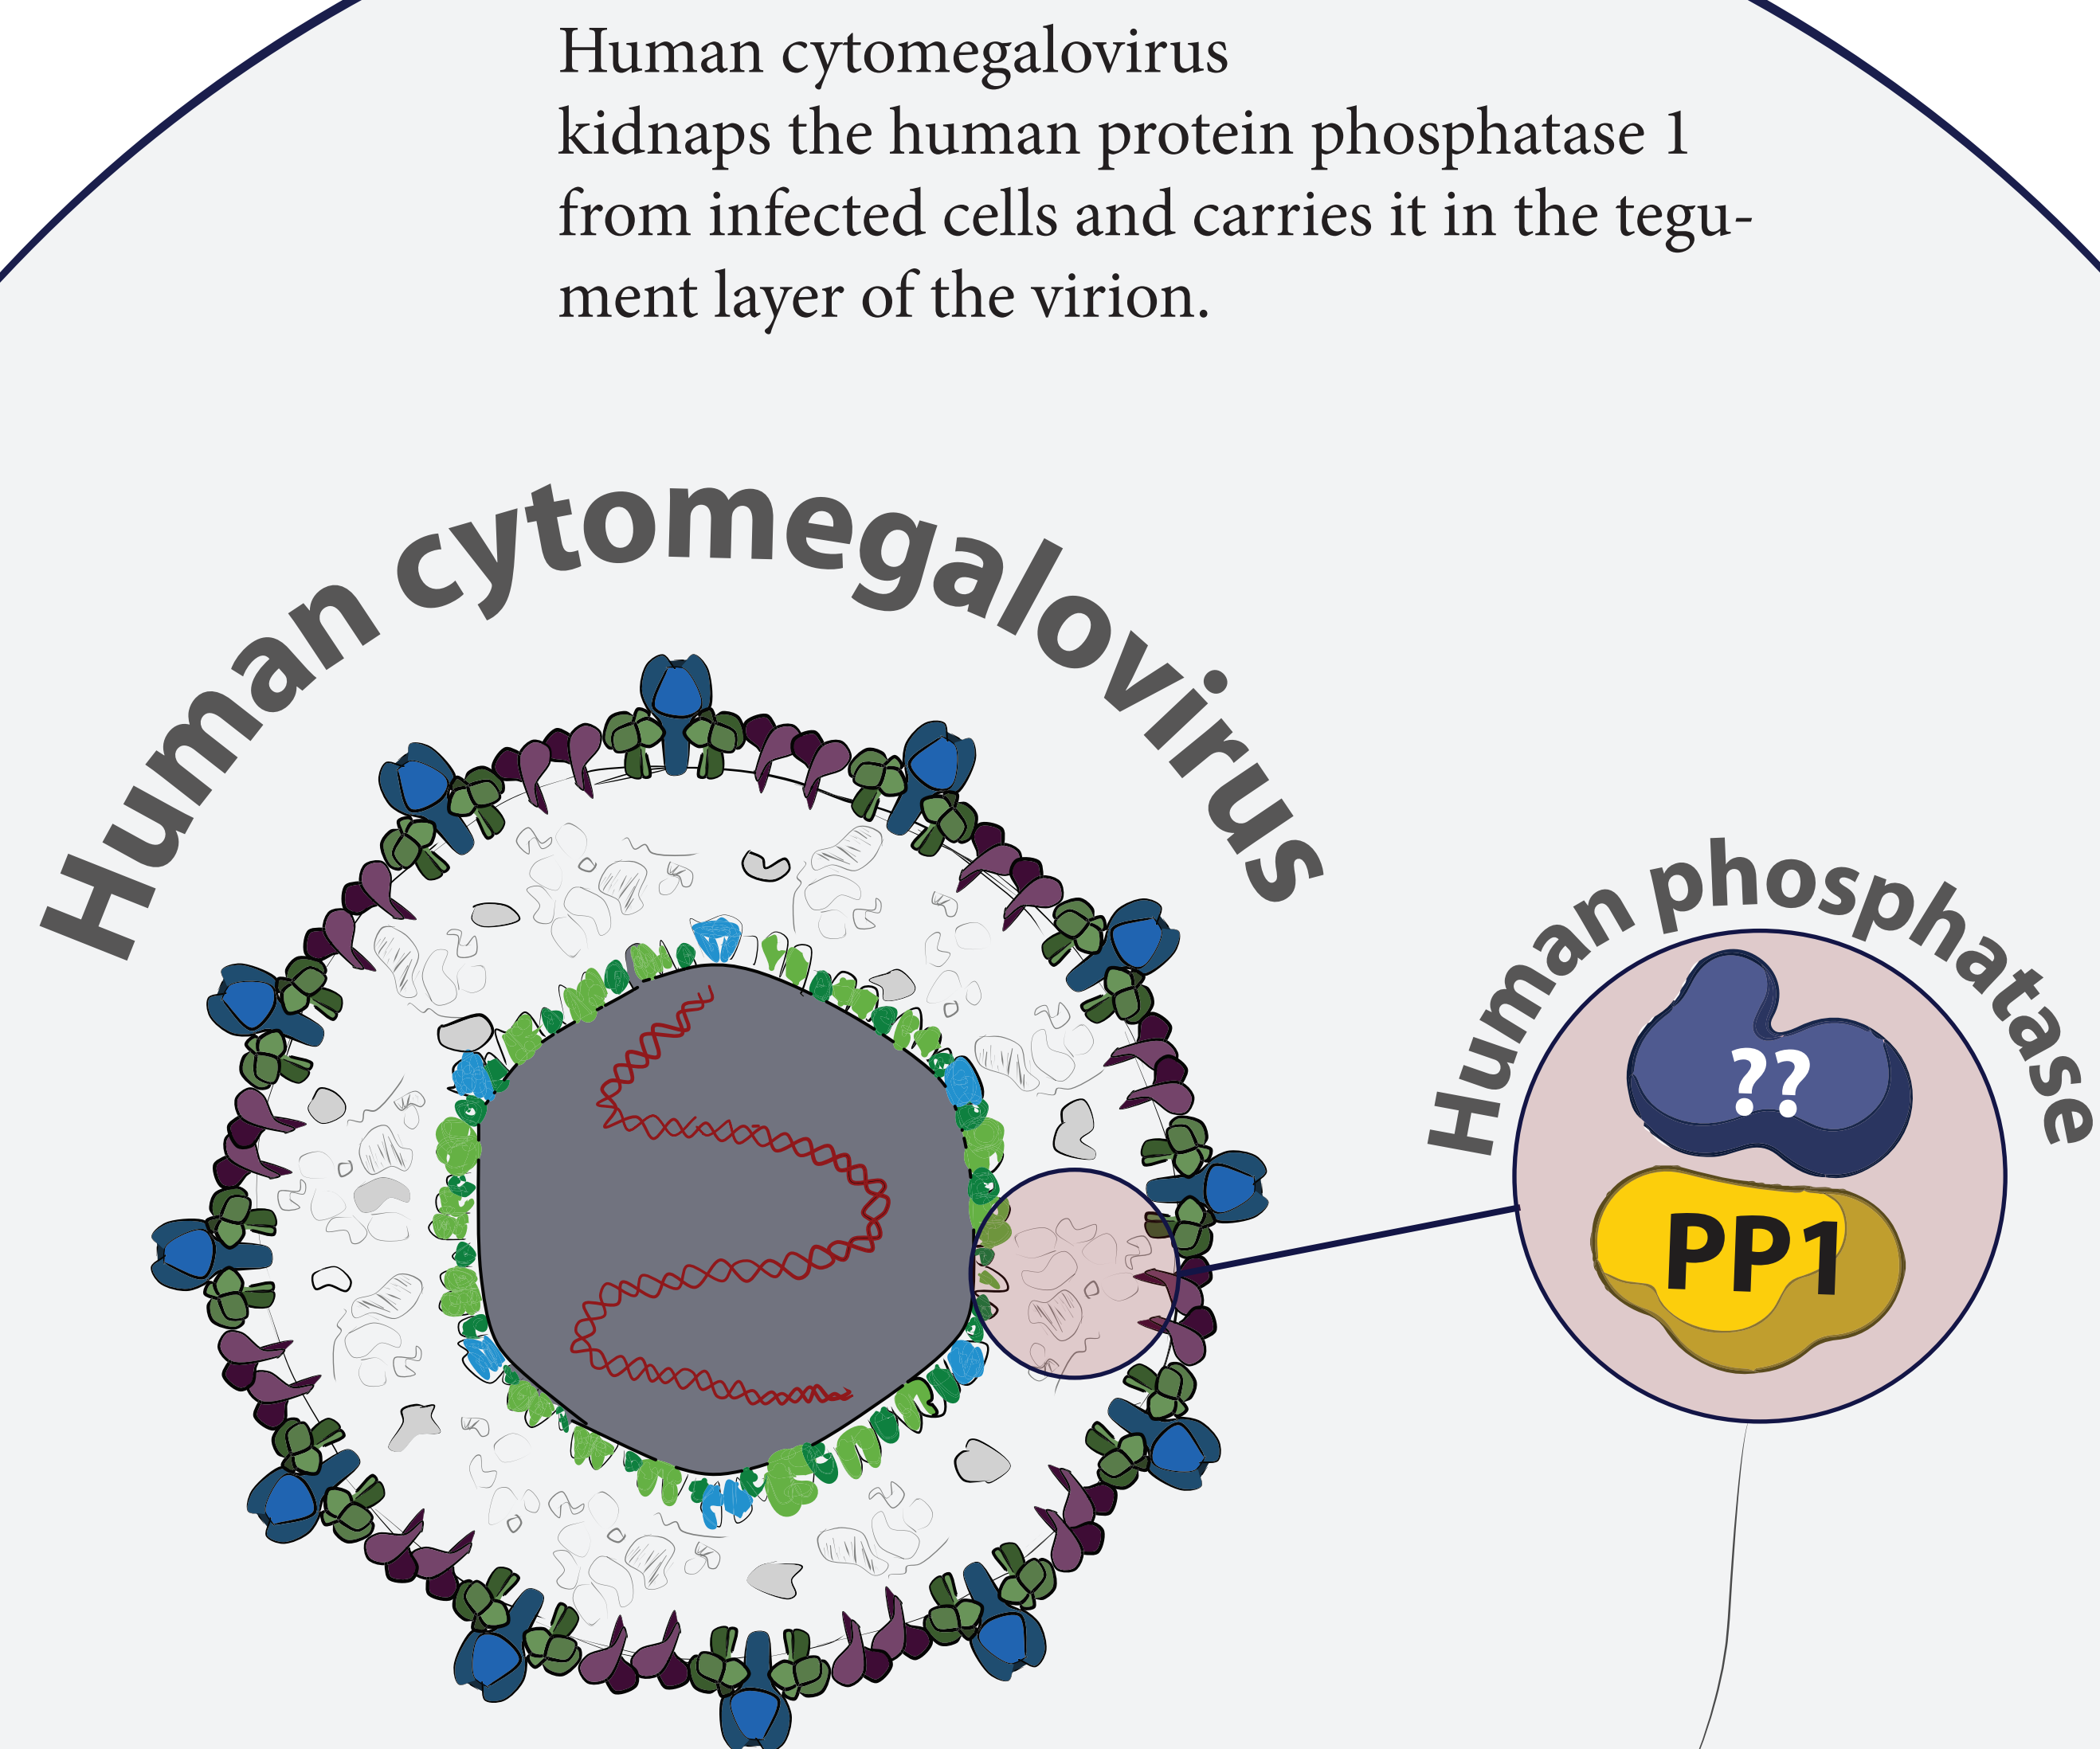 Human cytomegalovirus
kidnaps the human protein phosphatase 1
from infected cells and carries it in the tegu-
ment layer of the virion.
Human cytomegalovirus
Human phosphatase
??
PP1